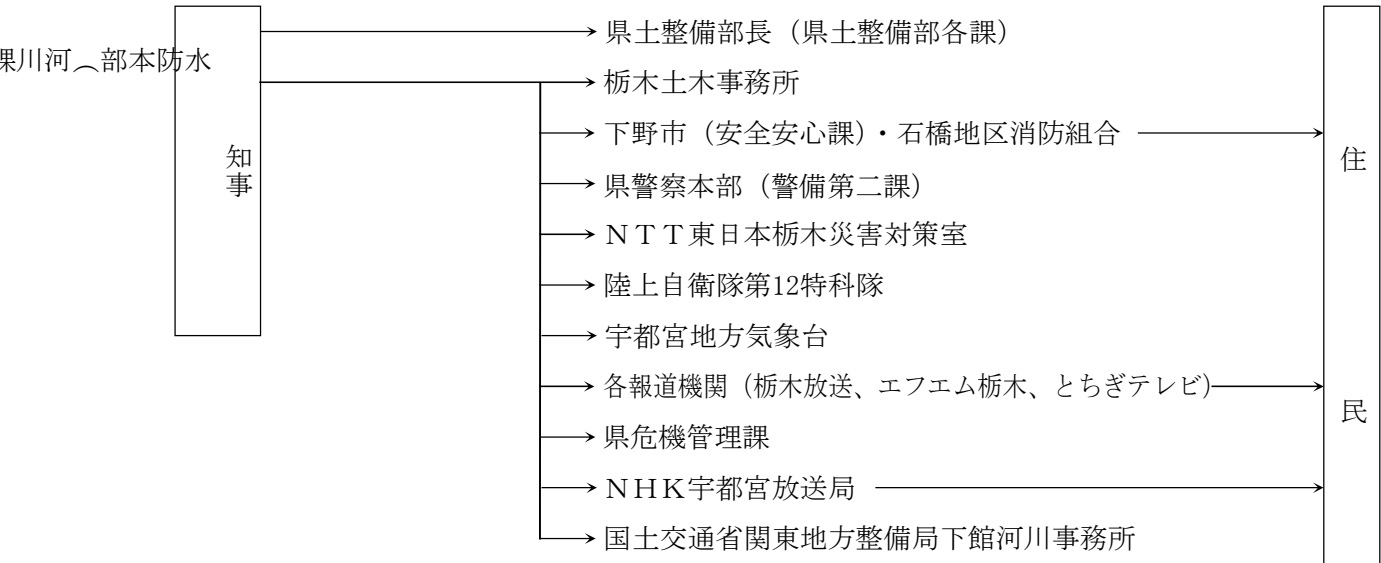 課川河︵部本防水
知事
県土整備部長（県土整備部各課）
栃木土木事務所
下野市（安全安心課）・石橋地区消防組合
県警察本部（警備第二課）
ＮＴＴ東日本栃木災害対策室
陸上自衛隊第12特科隊
宇都宮地方気象台
各報道機関（栃木放送、エフエム栃木、とちぎテレビ）
県危機管理課
ＮＨＫ宇都宮放送局
国土交通省関東地方整備局下館河川事務所
住民